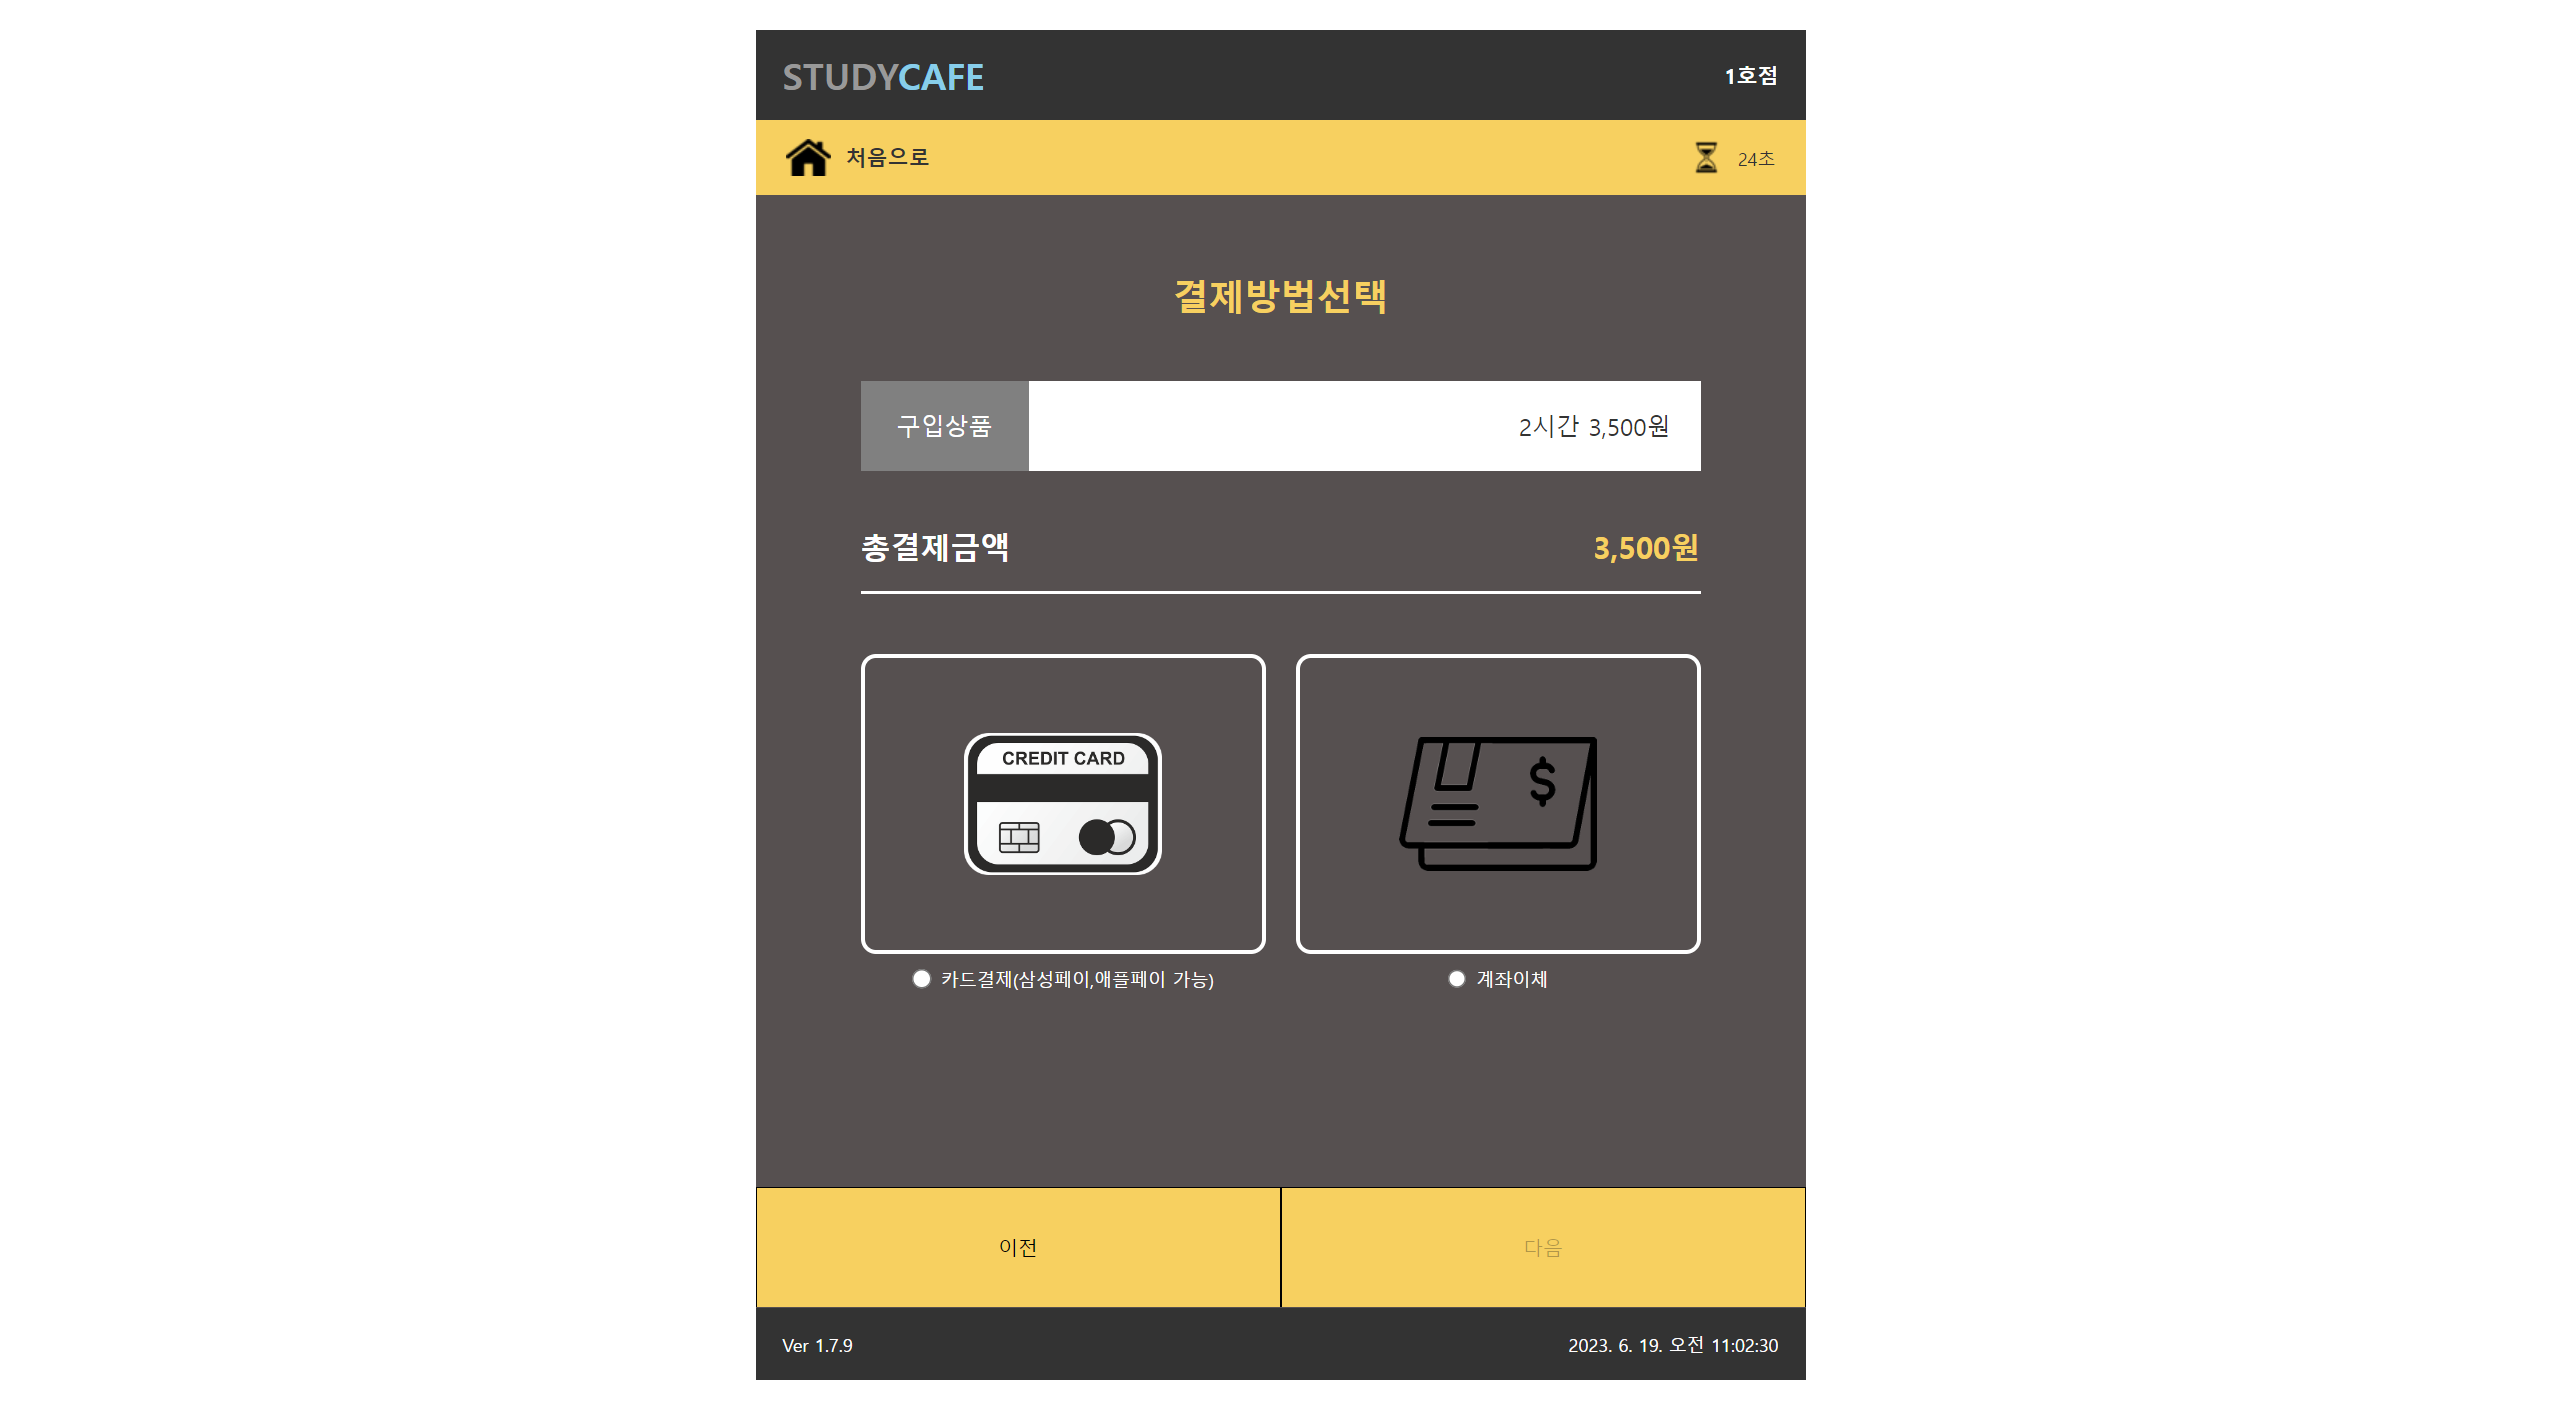 STUDYCAFE
1호점
처음으로
24초
결제방법선택
구입상품
2시간 3,500원
총결제금액
3,500원
CREDIT CARD
$
카드결제(삼성페이,애플페이 가능)
계좌이체
이전
다음
Ver 1.7.9
2023. 6. 19. 오전 11:02:30